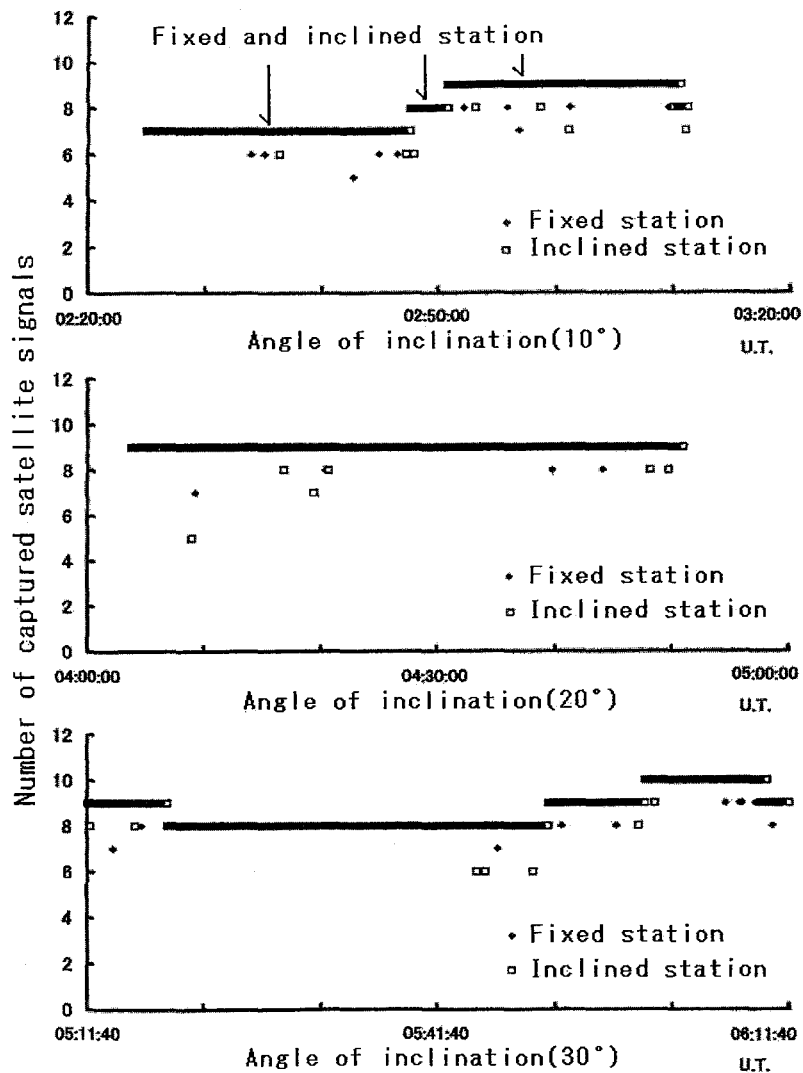 Number of captured satellite signals
12
Fixed and inclined station
10
8
6
4
Fixed station
2
Inclined station
0
02:20:00 02:50:00 03:20:00
Angle of inclination(10°) U.T.
12
10
8
6
4
Fixed station
2
Inclined station
0
04:00:00 04:30:00 05:00:00
Angle of inclination(20°) U.T.
12
10
8
6
4
Fixed station
2
Inclined station
0
05:11:40 05:41:40 06:11:40
Angle of inclination(30°) U.T.